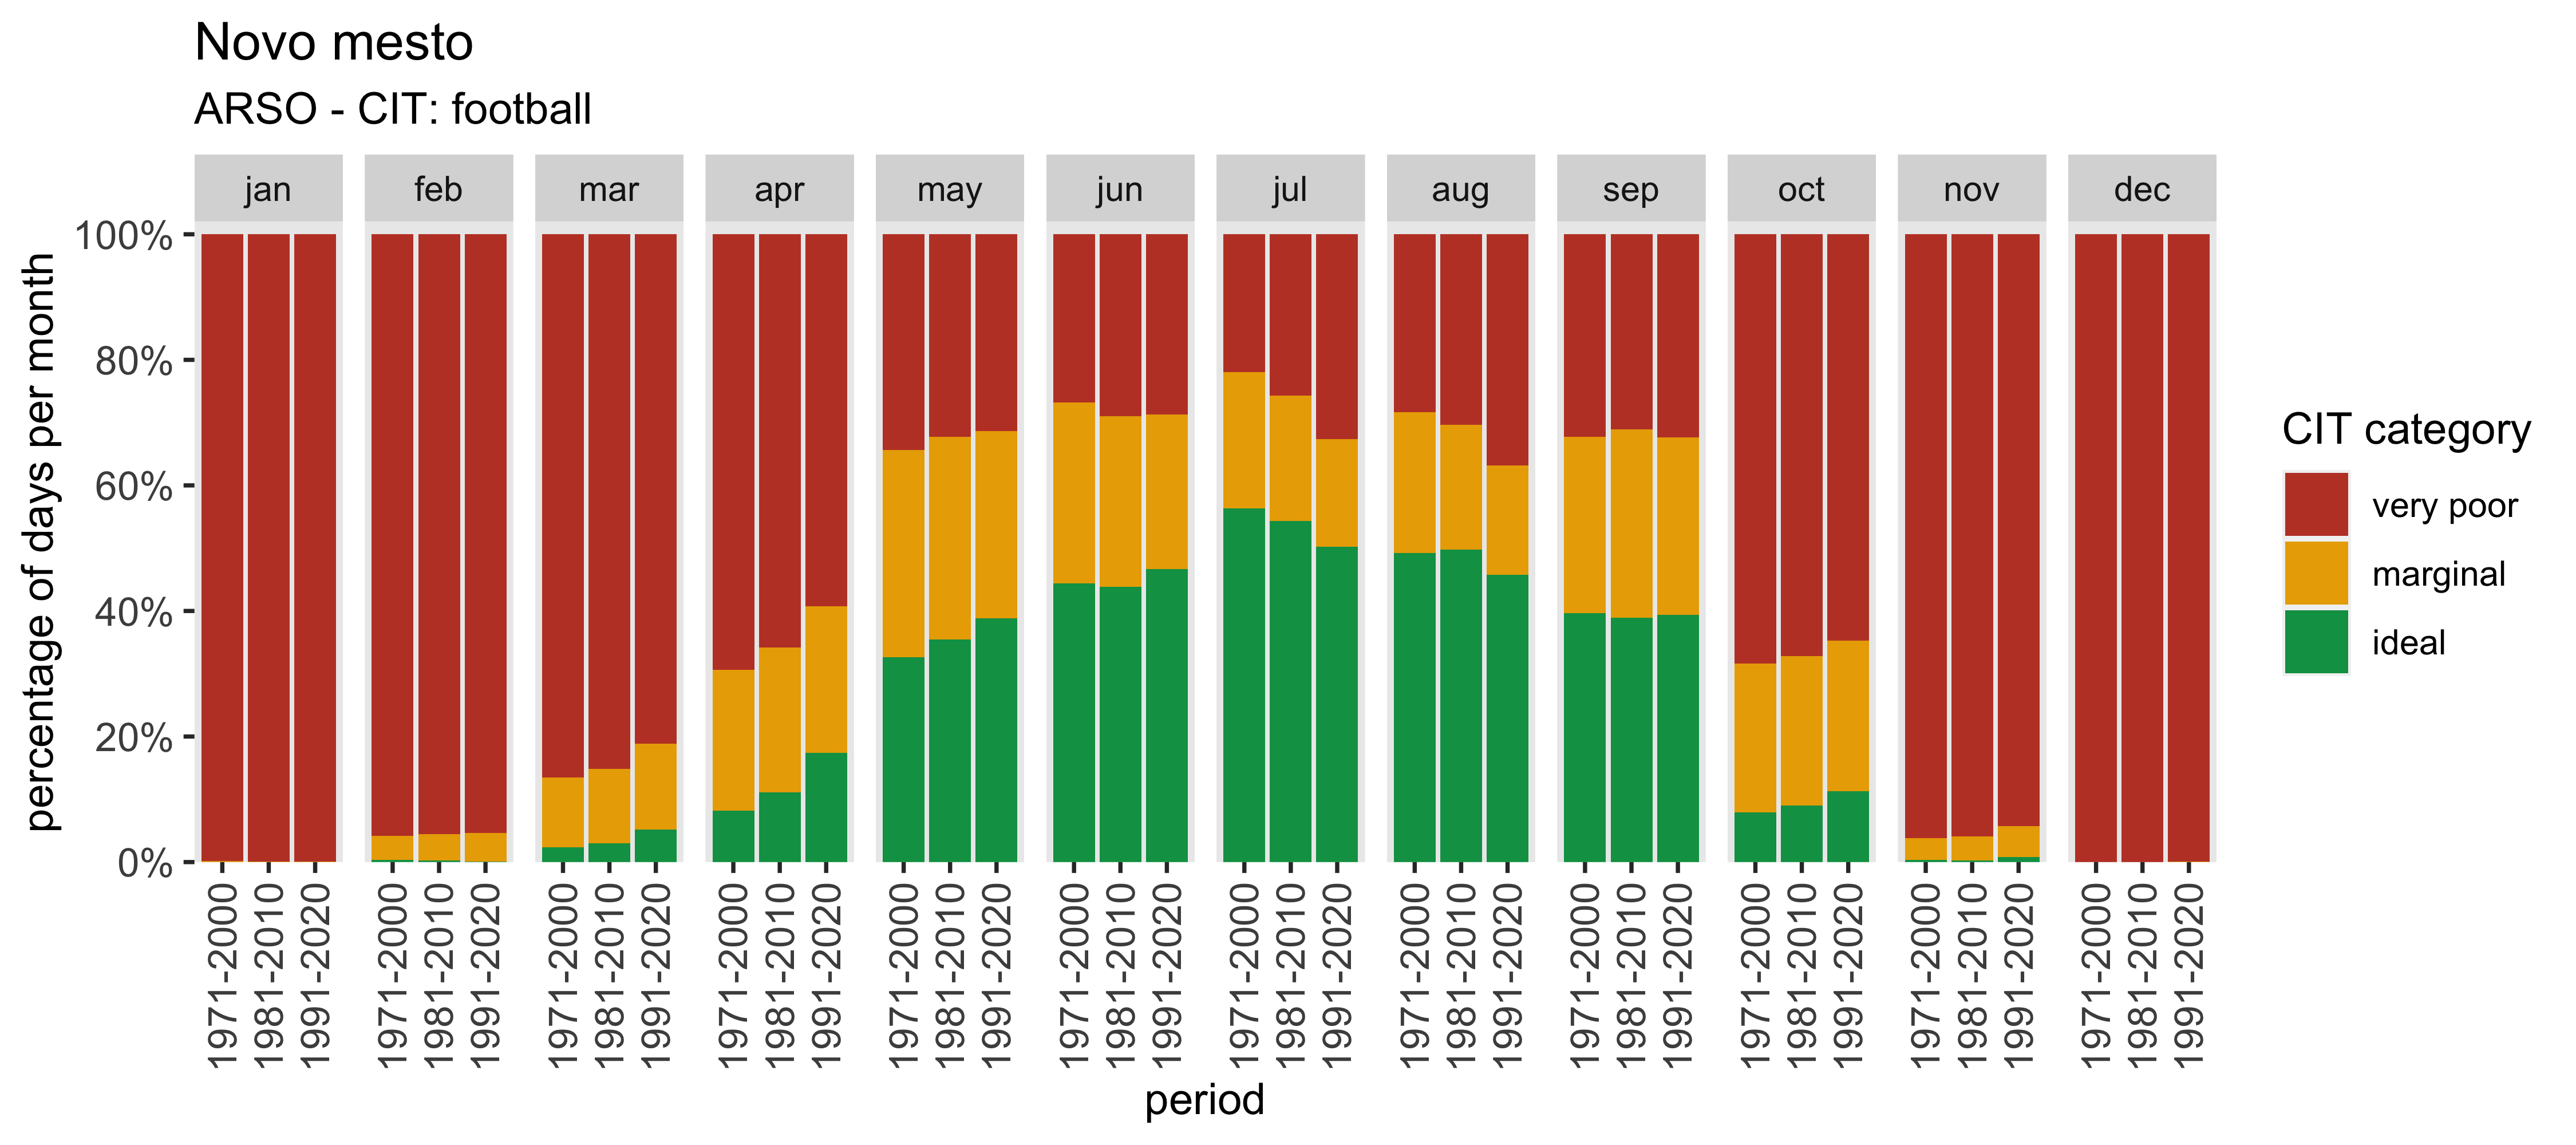 Novo mesto
ARSO - CIT: football
jan feb mar apr may jun jul aug sep oct nov dec
percentage of days per month
100%
80%
60%
40%
20%
0%
1971-2000 1981-2010 1991-2020 1971-2000 1981-2010 1991-2020 1971-2000 1981-2010 1991-2020 1971-2000 1981-2010 1991-2020 1971-2000 1981-2010 1991-2020 1971-2000 1981-2010 1991-2020 1971-2000 1981-2010 1991-2020 1971-2000 1981-2010 1991-2020 1971-2000 1981-2010 1991-2020 1971-2000 1981-2010 1991-2020 1971-2000 1981-2010 1991-2020 1971-2000 1981-2010 1991-2020
period
CIT category
very poor
marginal
ideal